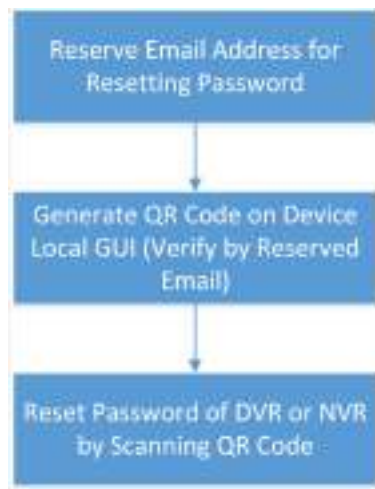 Reserve Email Address for
Resetting Password
Generate QR Code on Device
Local GUI (Verify by Reserved
Email)
Reset Password of DVR or NVR
by Scanning QR Code